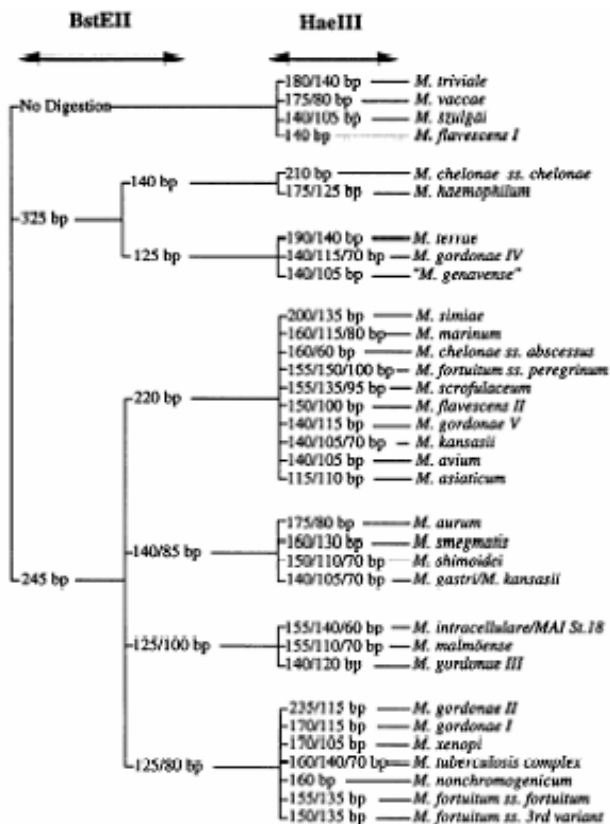 BstEII HaeIII
180/140 bp M. triviale
175/80 bp M. vaccae
No Digestion
140/105 bp M. szulgai
140 bp M. flavescens I
210 bp M. chelonae ss. chelonae
140 bp
175/125 bp M. haemophilum
325 bp
190/140 bp M. terrae
125 bp
140/115/70 bp M. gordonae IV
140/105 bp "M. genavense"
200/135 bp M. simiae
160/115/80 bp M. marinum
160/60 bp M. chelonae ss. abscessus
155/150/100 bp M. fortuitum ss. peregrinum
155/135/95 bp M. scrofulaceum
220 bp
150/100 bp M. flavescens II
140/115 bp M. gordonae V
140/105/70 bp M. kansasii
140/105 bp M. avium
115/110 bp M. asiaticum
175/80 bp M. aurum
160/130 bp M. smegmatis
140/85 bp
150/110/70 bp M. shimoidei
140/105/70 bp M. gastri/M. kansasii
245 bp
155/140/60 bp M. intracellulare/MAI St.18
125/100 bp
155/110/70 bp M. malmöense
140/120 bp M. gordonae III
235/115 bp M. gordonae II
170/115 bp M. gordonae I
170/105 bp M. xenopi
125/80 bp
160/140/70 bp M. tuberculosis complex
160 bp M. nonchromogenicum
155/135 bp M. fortuitum ss. fortuitum
150/135 bp M. fortuitum ss. 3rd variant